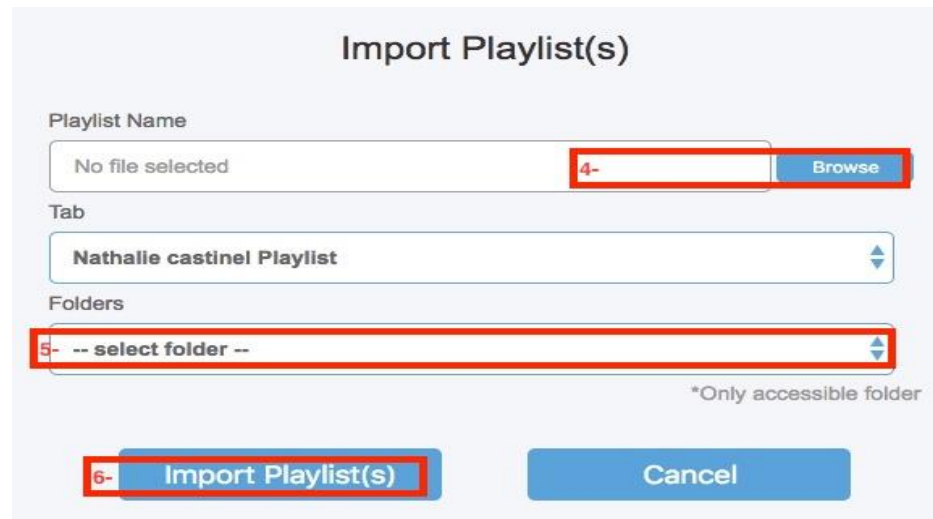 Import Playlist(s)
Playlist Name
No file selected 4- Browse
Tab
Nathalie castinel Playlist
Folders
5- -- select folder --
*Only accessible folder
6- Import Playlist(s) Cancel